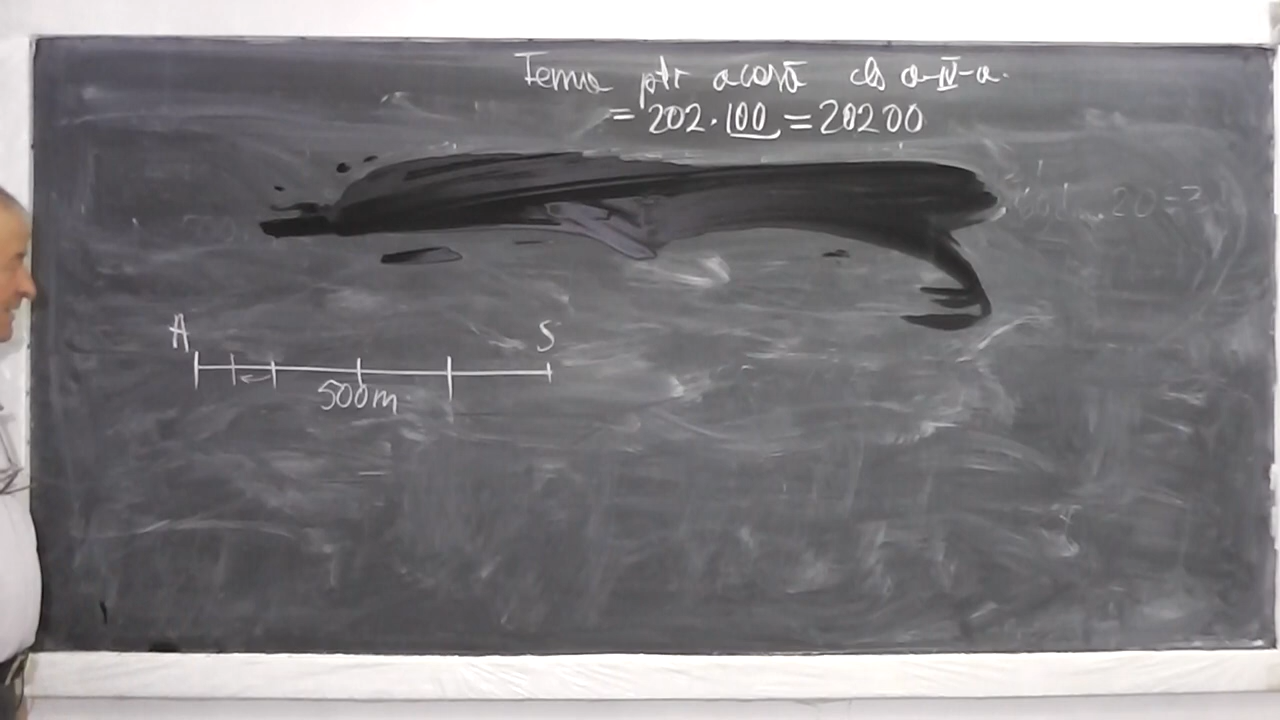 Tema ptr acasă cls a-IV-a.
= 202·100 = 20200
A S
500m